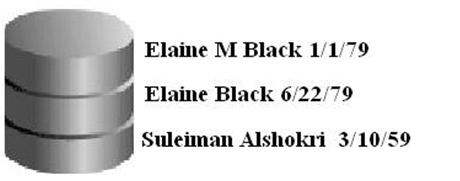 Elaine M Black 1/1/79
Elaine Black 6/22/79
Suleiman Alshokri 3/10/59